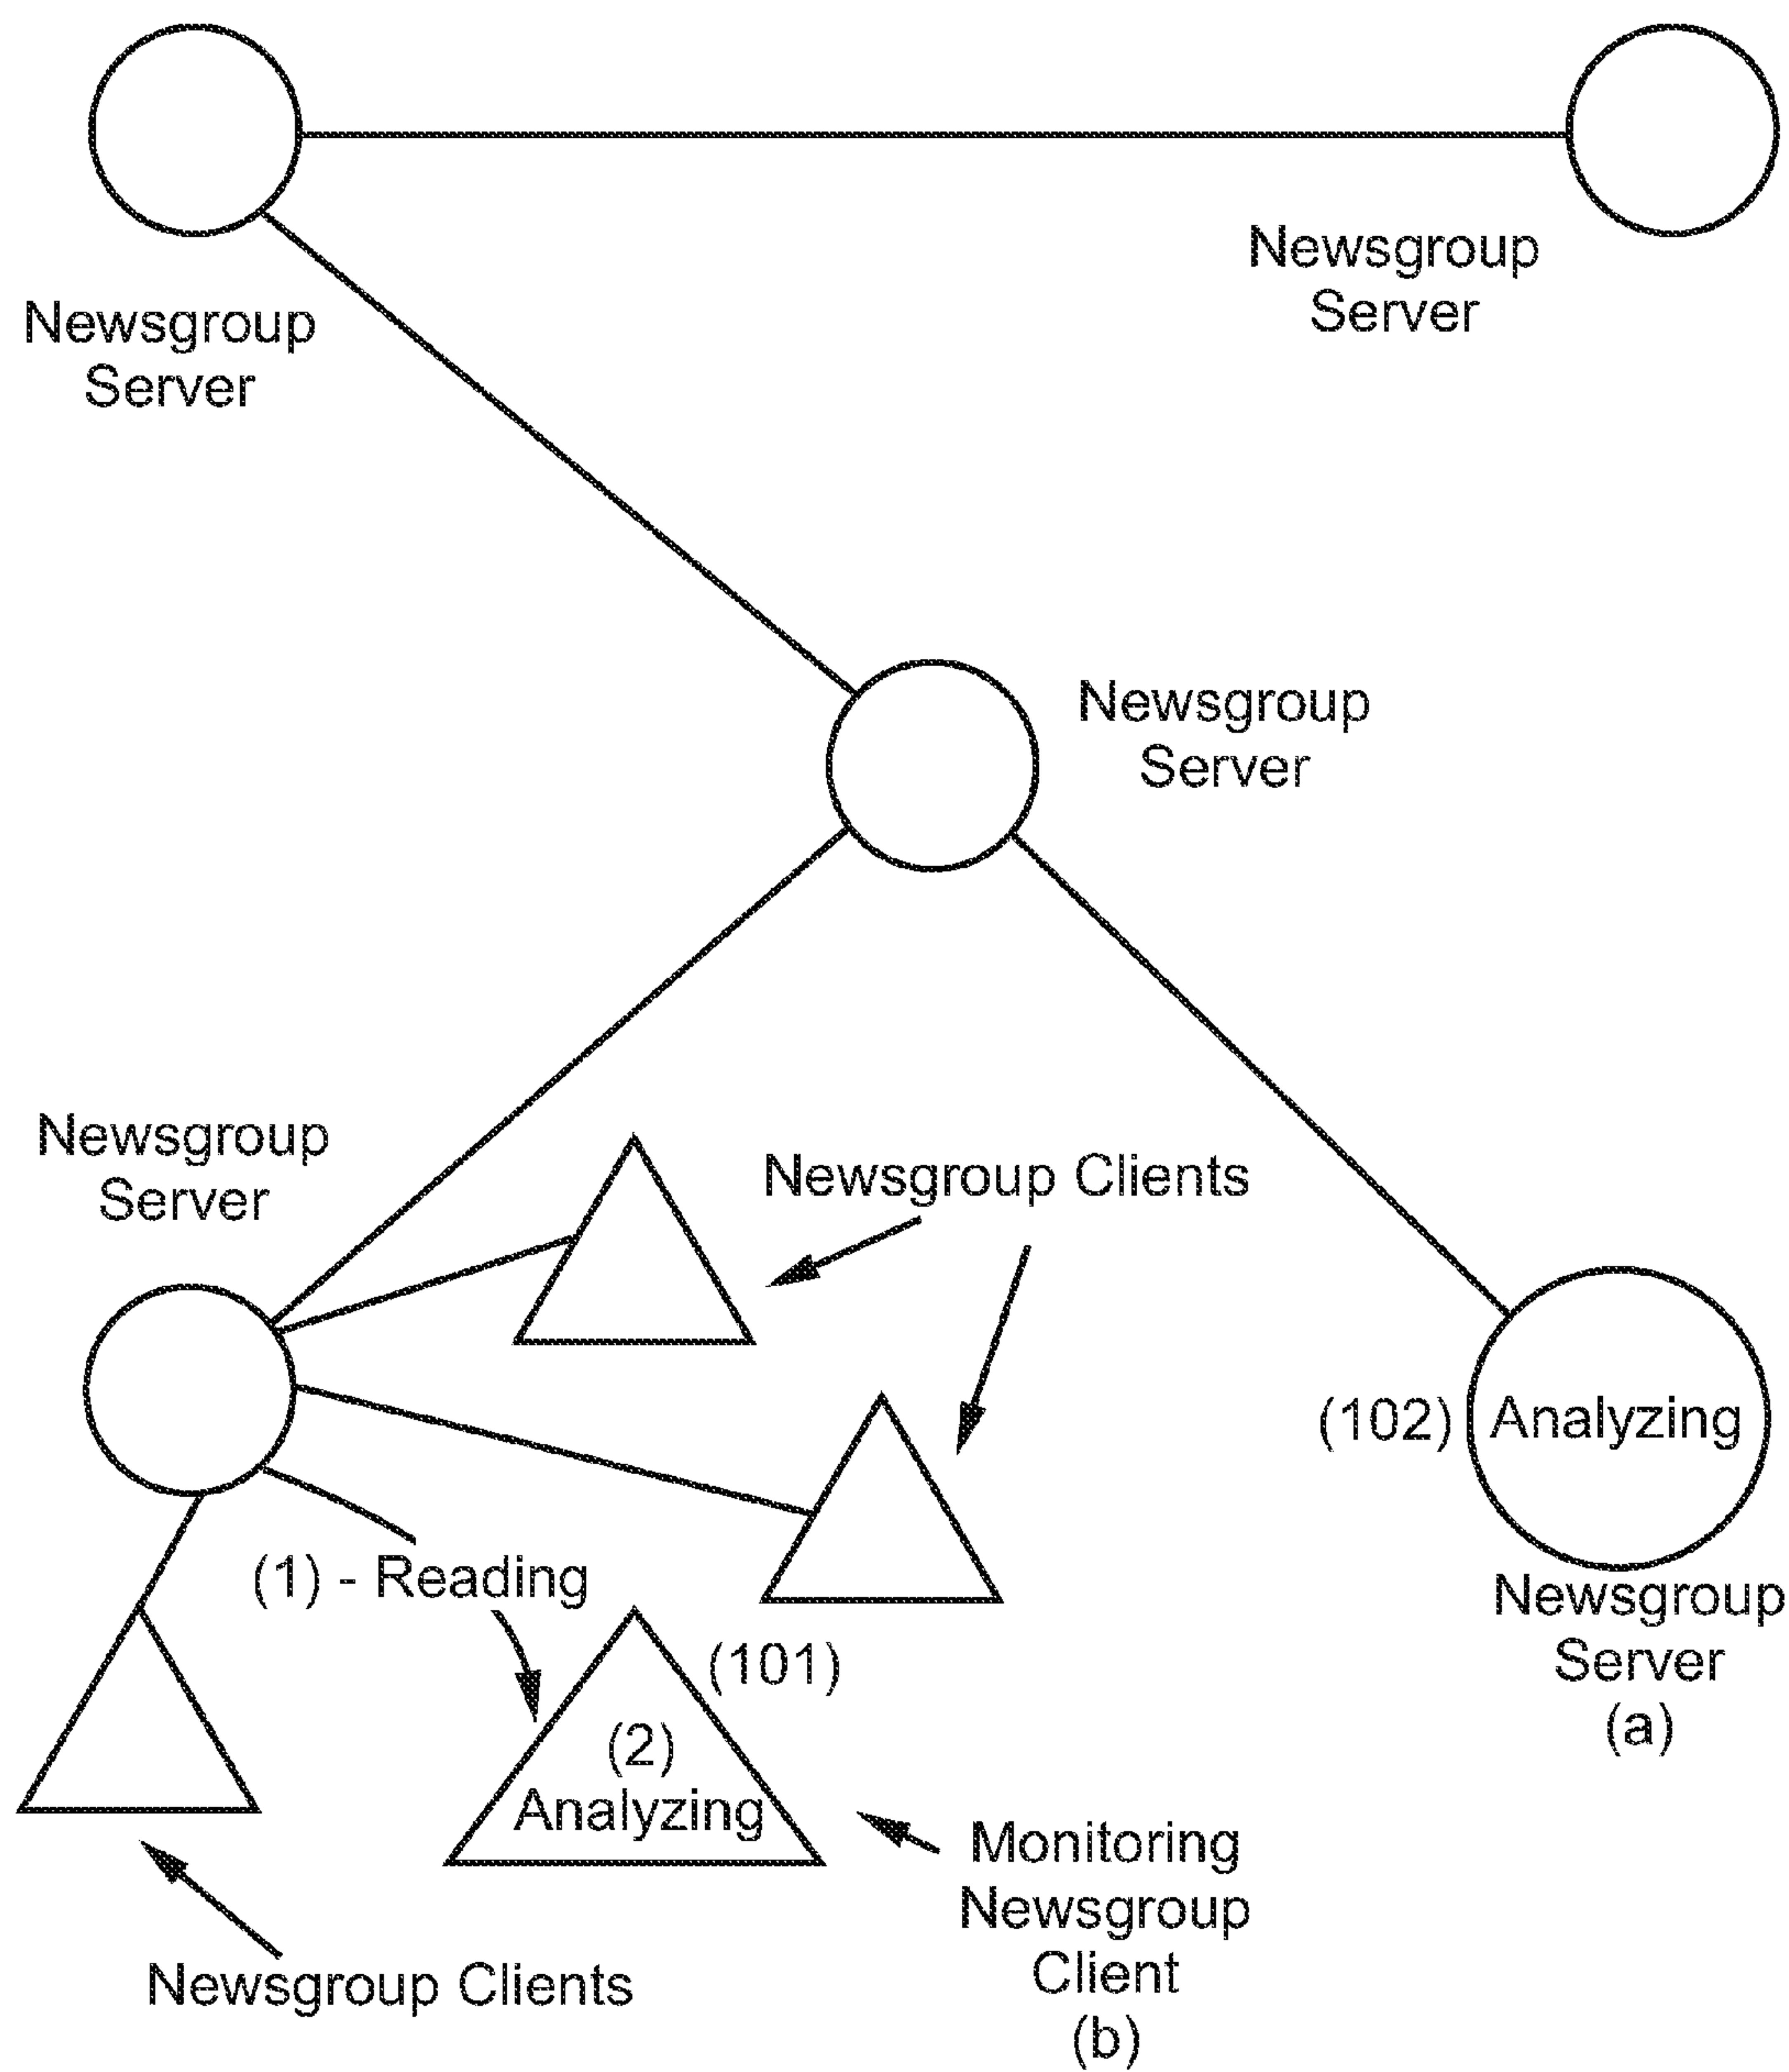 Newsgroup
Server
Newsgroup
Server
Newsgroup
Server
Newsgroup
Server
Newsgroup Clients
(102)
Analyzing
Newsgroup
Server
(a)
(1) - Reading
(101)
(2)
Analyzing
Monitoring
Newsgroup
Client
(b)
Newsgroup Clients